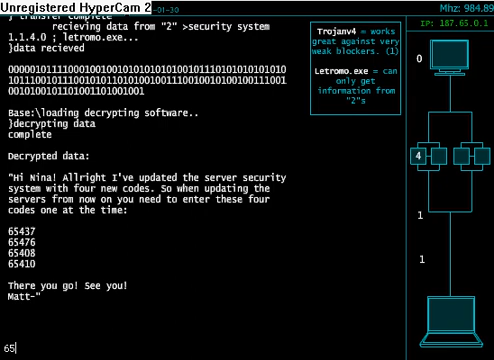 Unregistered HyperCam 2
-01-30
Mhz: 984.89
IP: 187.65.0.1
} transfer complete
recieving data from "2" >security system
1.1.4.0 ; letromo.exe...
}data recieved
Base:\loading decrypting software..
}decrypting data
complete
Decrypted data:
"Hi Nina! Allright I've updated the server security
system with four new codes. So when updating the
servers from now on you need to enter these four
codes one at the time:
65437
65476
65408
65410
There you go! See you!
Matt-"
65
Trojanv4 = works
great against very
weak blockers. (1)
Letromo.exe = can
only get
information from
"2"s
0
4
1
1